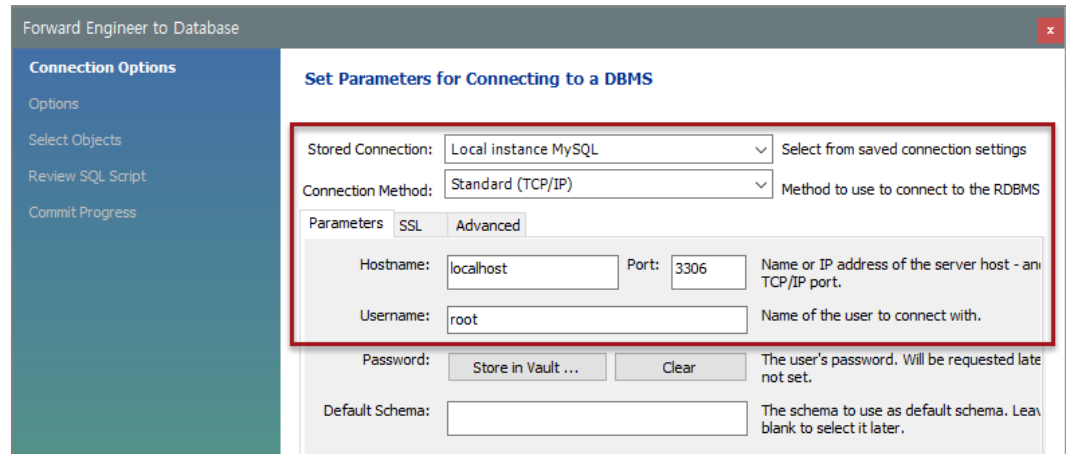 Forward Engineer to Database
x
Connection Options
Options
Select Objects
Review SQL Script
Commit Progress
Set Parameters for Connecting to a DBMS
Stored Connection: Local instance MySQL Select from saved connection settings
Connection Method: Standard (TCP/IP) Method to use to connect to the RDBMS
Parameters SSL Advanced
Hostname: localhost Port: 3306 Name or IP address of the server host - and
TCP/IP port.
Username: root Name of the user to connect with.
Password: Store in Vault ... Clear The user's password. Will be requested late
not set.
Default Schema: The schema to use as default schema. Leav
blank to select it later.